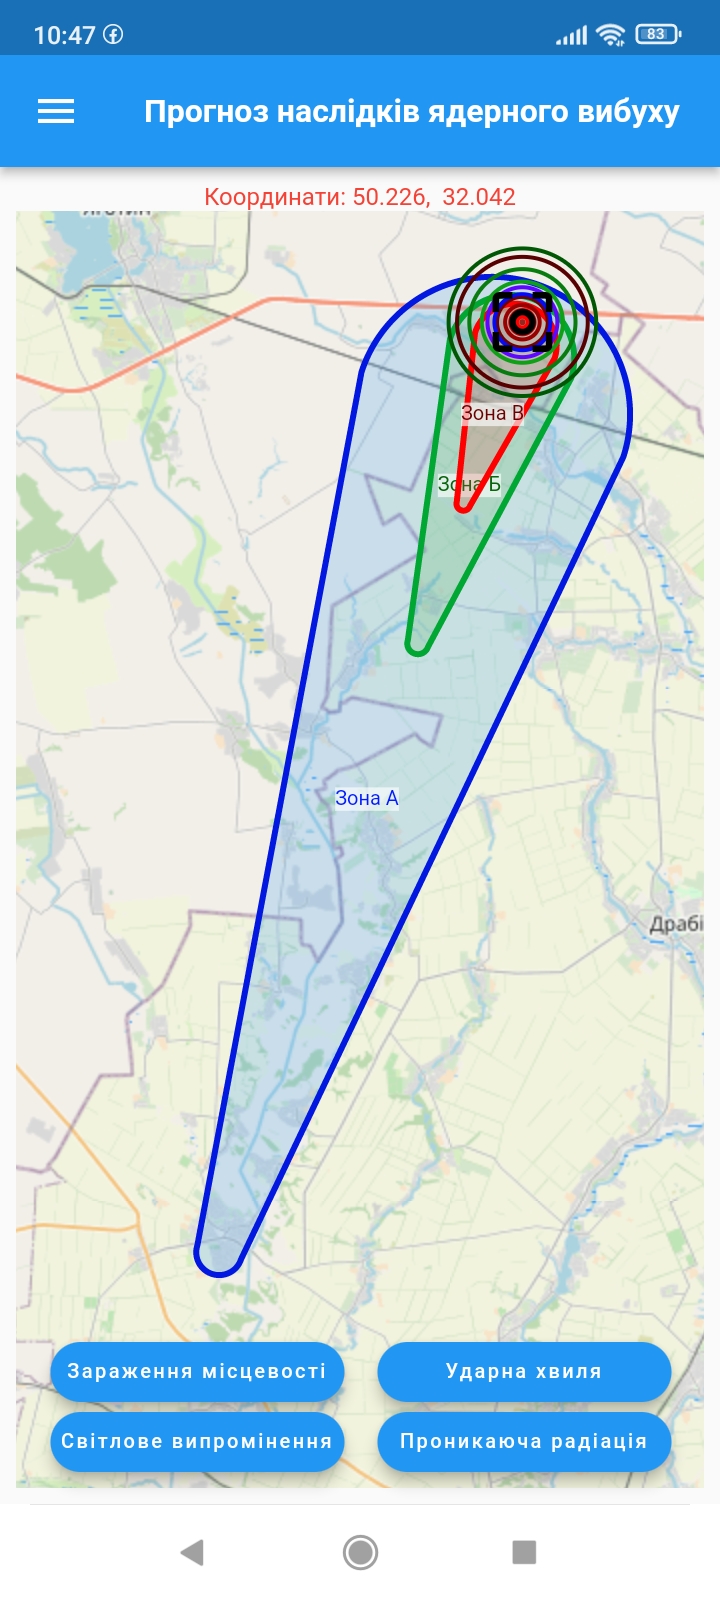 10:47
83
Прогноз наслідків ядерного вибуху
Координати: 50.226, 32.042
Зона В
Зона Б
Зона А
Драбі
Зараження місцевості
Ударна хвиля
Світлове випромінення
Проникаюча радіація